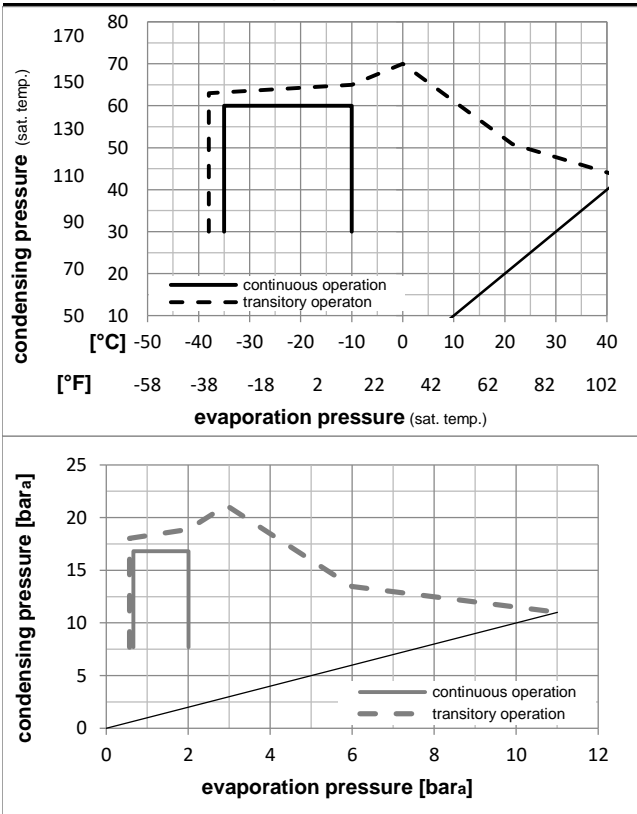 condensing pressure (sat. temp.)
170 80
70
150 60
130 50
110 40
90 30
70 20
50 10
continuous operation
transitory operaton
[°C] -50 -40 -30 -20 -10 0 10 20 30 40
[°F] -58 -38 -18 2 22 42 62 82 102
evaporation pressure (sat. temp.)
condensing pressure [bara]
25
20
15
10
5
0
continuous operation
transitory operation
0 2 4 6 8 10 12
evaporation pressure [bara]